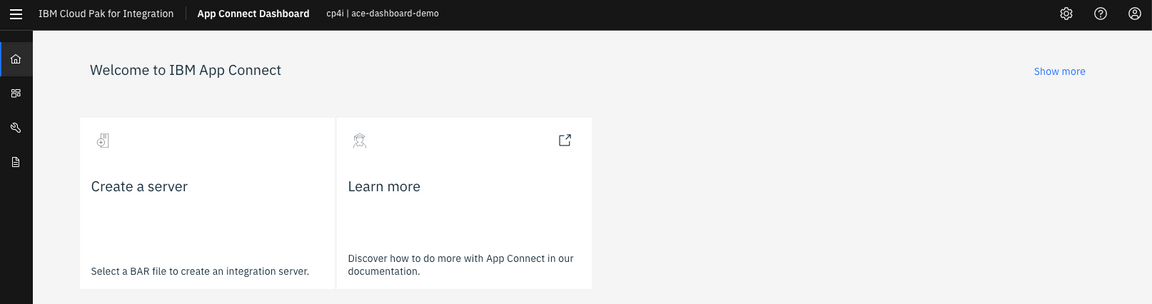 IBM Cloud Pak for Integration App Connect Dashboard cp4i | ace-dashboard-demo
Welcome to IBM App Connect
Show more
Create a server
Select a BAR file to create an integration server.
Learn more
Discover how to do more with App Connect in our
documentation.